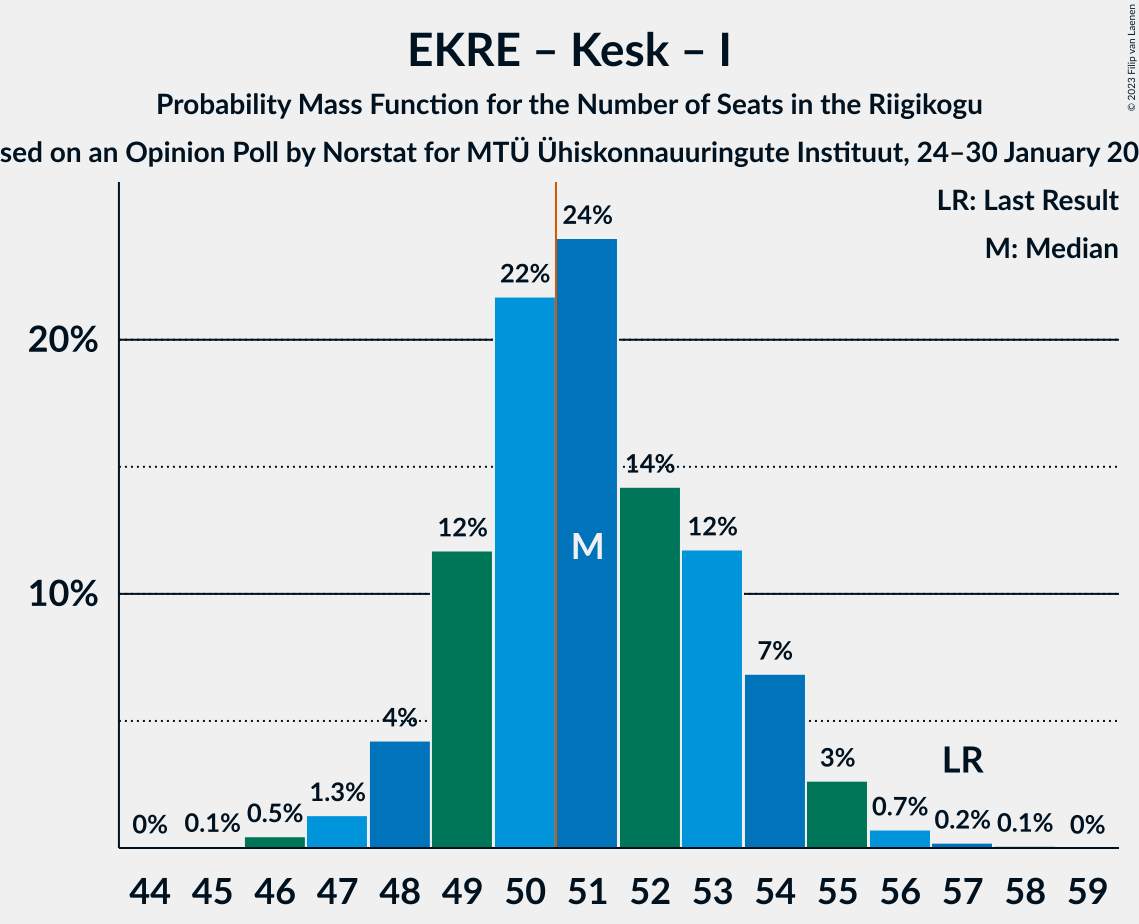 © 2023 Filip van Laenen
EKRE – Kesk – I
Probability Mass Function for the Number of Seats in the Riigikogu
sed on an Opinion Poll by Norstat for MTÜ Ühiskonnauuringute Instituut, 24–30 January 20
LR: Last Result
M: Median
20%
10%
0% 0.1% 0.5% 1.3% 4% 12% 22% 24% 14% 12% 7% 3% 0.7% 0.2% 0.1% 0%
M
LR
44 45 46 47 48 49 50 51 52 53 54 55 56 57 58 59